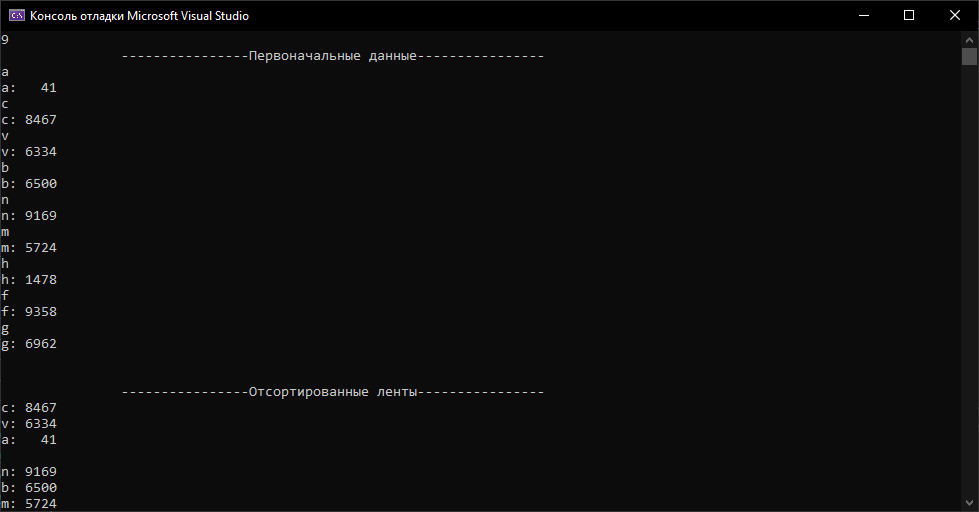 Консоль отладки Microsoft Visual Studio
9
----------------Первоначальные данные----------------
a
a:   41
c
c: 8467
v
v: 6334
b
b: 6500
n
n: 9169
m
m: 5724
h
h: 1478
f
f: 9358
g
g: 6962
----------------Отсортированные ленты----------------
c: 8467
v: 6334
a:   41
n: 9169
b: 6500
m: 5724